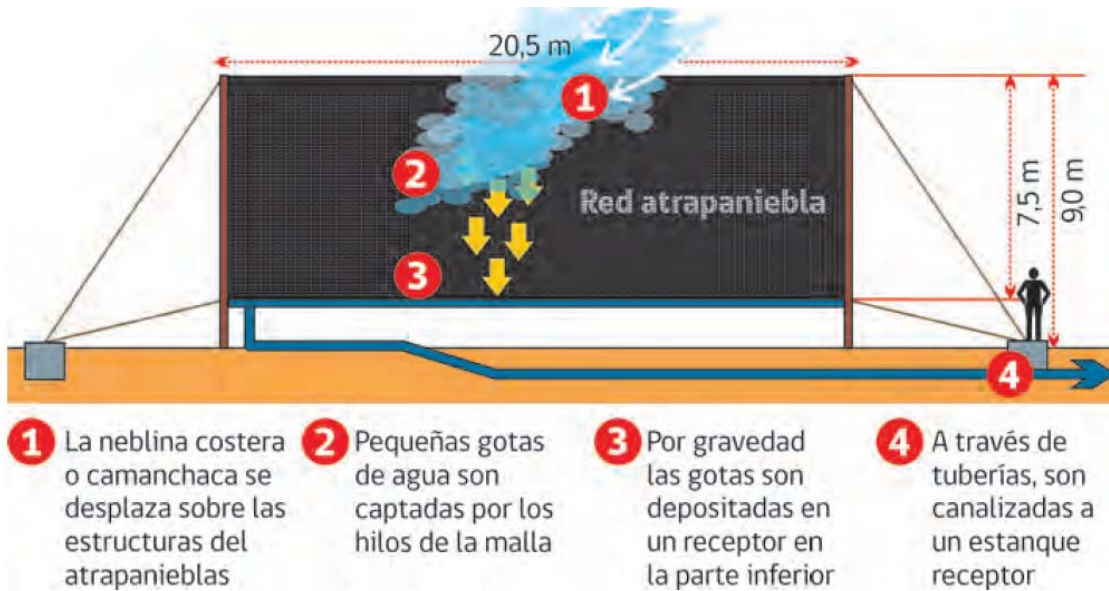 20,5 m
1
2
Red atrapaniebla
3
7,5 m
9,0 m
4
1 La neblina costera
o camanchaca se
desplaza sobre las
estructuras del
atrapanieblas
2 Pequeñas gotas
de agua son
captadas por los
hilos de la malla
3 Por gravedad
las gotas son
depositadas en
un receptor en
la parte inferior
4 A través de
tuberías, son
canalizadas a
un estanque
receptor